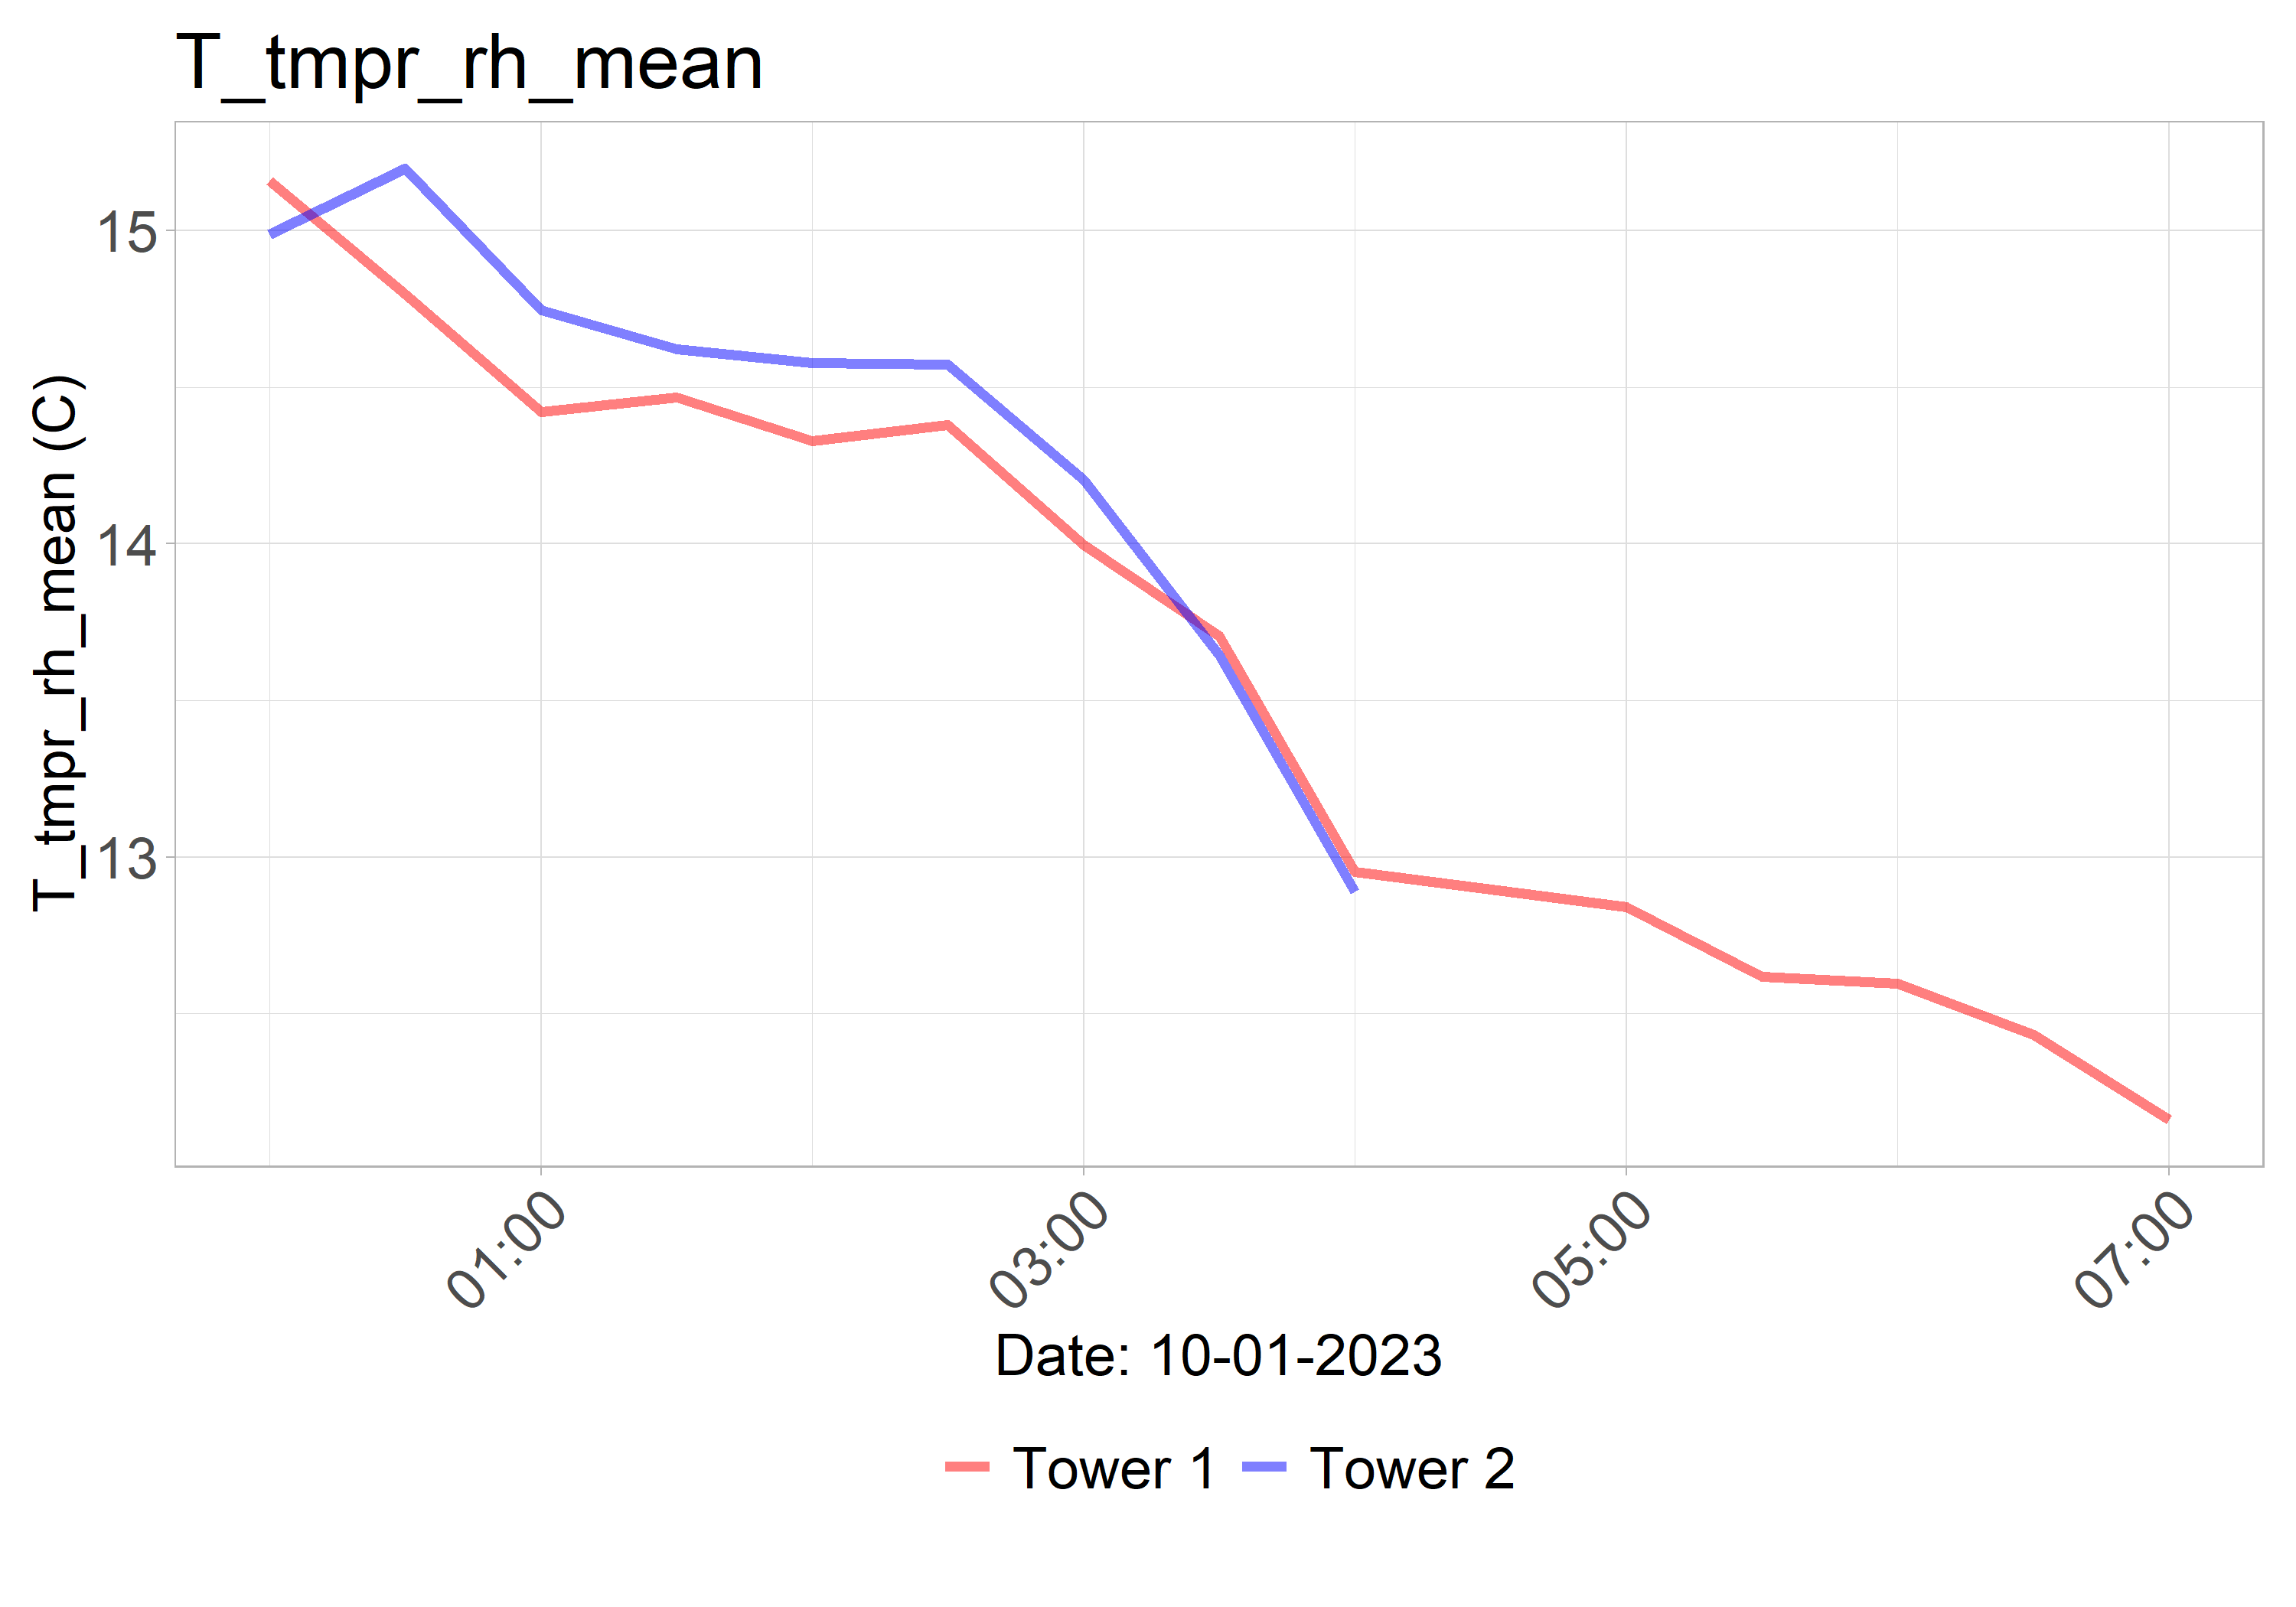 T_tmpr_rh_mean
T_tmpr_rh_mean (C)
15
14
13
01:00
03:00
05:00
07:00
Date: 10-01-2023
Tower 1
Tower 2